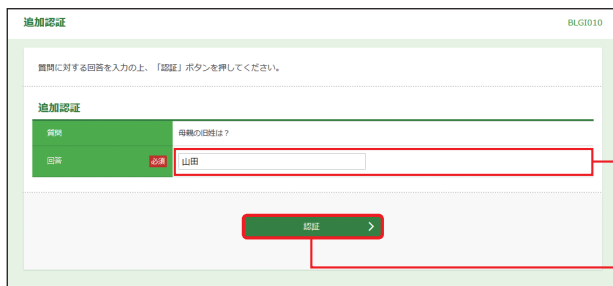 追加認証 BLGI010
質問に対する回答を入力の上、「認証」ボタンを押してください。
追加認証
質問 母親の旧姓は？
回答 必須 山田
認証